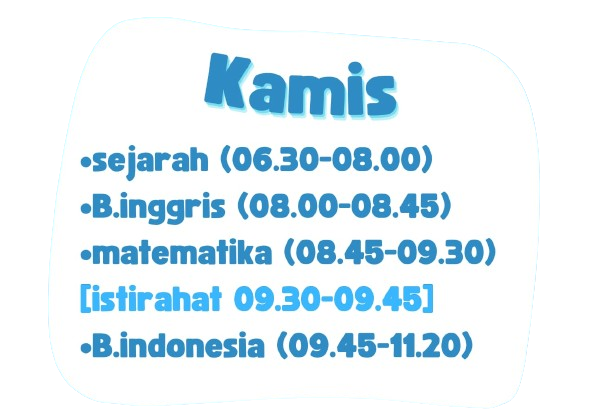 Kamis
•sejarah (06.30-08.00)
•B.inggris (08.00-08.45)
•matematika (08.45-09.30)
[istirahat 09.30-09.45]
•B.indonesia (09.45-11.20)